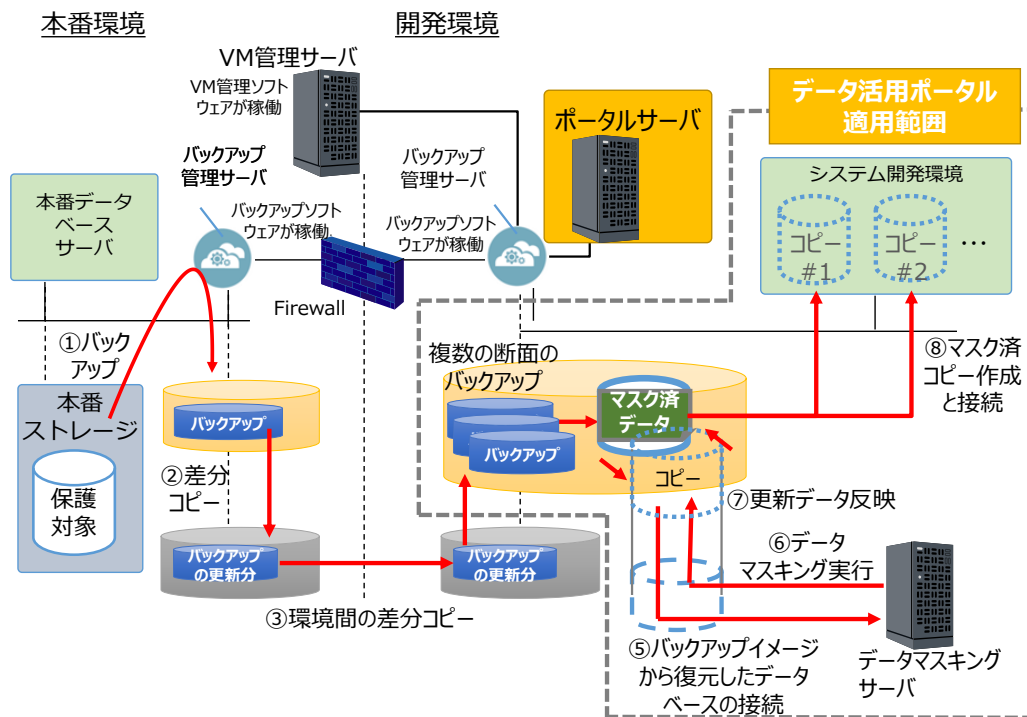 本番環境
開発環境
VM管理サーバ
VM管理ソフト
ウェアが稼働
データ活用ポータル
適用範囲
ポータルサーバ
バックアップ
管理サーバ
バックアップ
管理サーバ
システム開発環境
本番データ
ベース
サーバ
バックアップソフト
ウェアが稼働
バックアップソフト
ウェアが稼働
コピー
#1
コピー
#2
…
Firewall
①バック
アップ
複数の断面の
バックアップ
⑧マスク済
コピー作成
と接続
本番
ストレージ
バックアップ
マスク済
データ
バックアップ
②差分
コピー
コピー
保護
対象
⑦更新データ反映
バックアップ
の更新分
バックアップ
の更新分
⑥データ
マスキング実行
③環境間の差分コピー
⑤バックアップイメージ
から復元したデータ
ベースの接続
データマスキング
サーバ